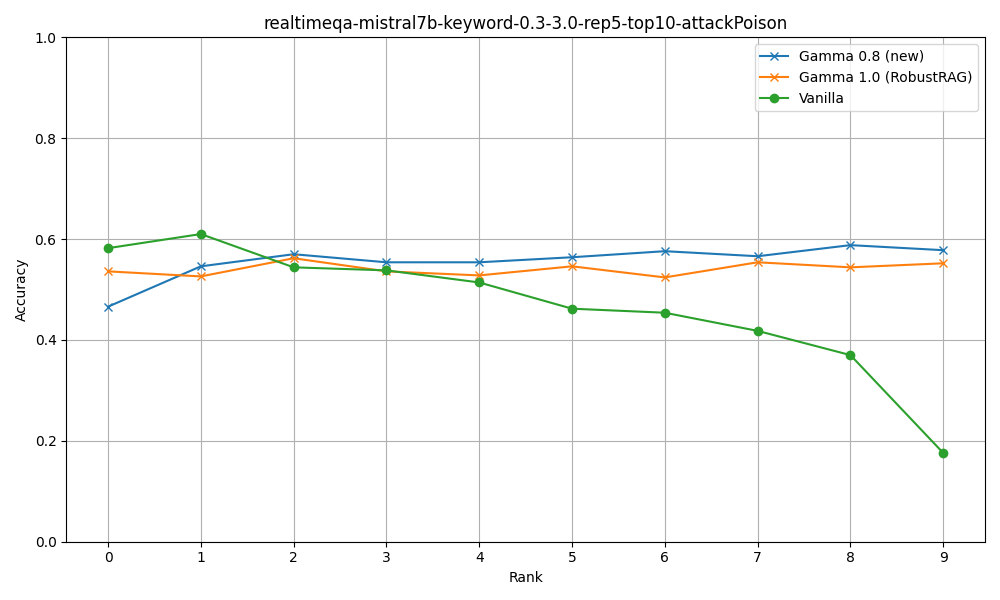 realtimeqa-mistral7b-keyword-0.3-3.0-rep5-top10-attackPoison
Gamma 0.8 (new)
Gamma 1.0 (RobustRAG)
Vanilla
Accuracy
1.0
0.8
0.6
0.4
0.2
0.0
0 1 2 3 4 5 6 7 8 9
Rank